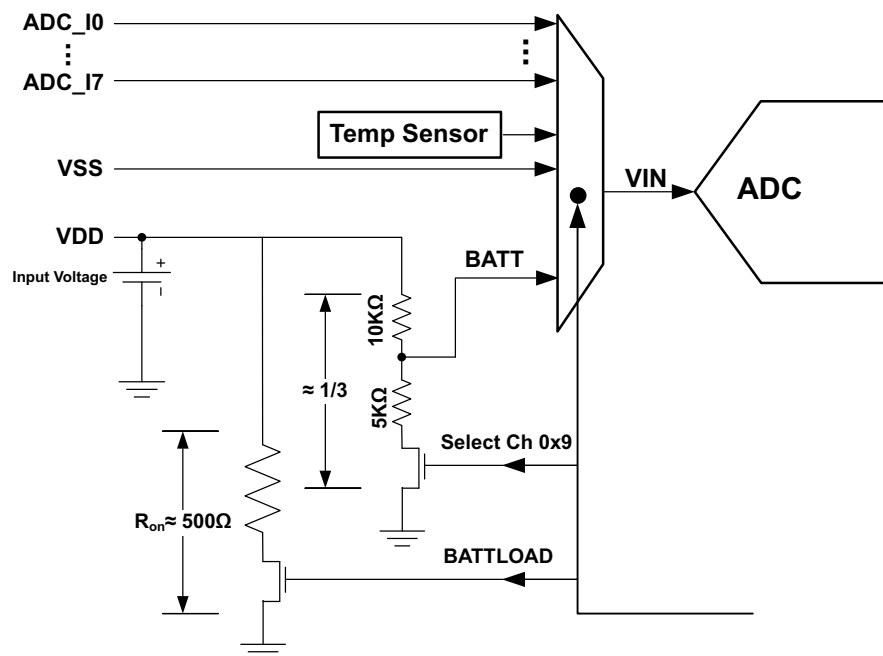 ADC_I0
⋮
⋮
ADC_I7
Temp Sensor
VSS
VIN
ADC
VDD
BATT
Input Voltage
+
–
10KΩ
≈ 1/3
5KΩ
Select Ch 0x9
Ron≈ 500Ω
BATTLOAD